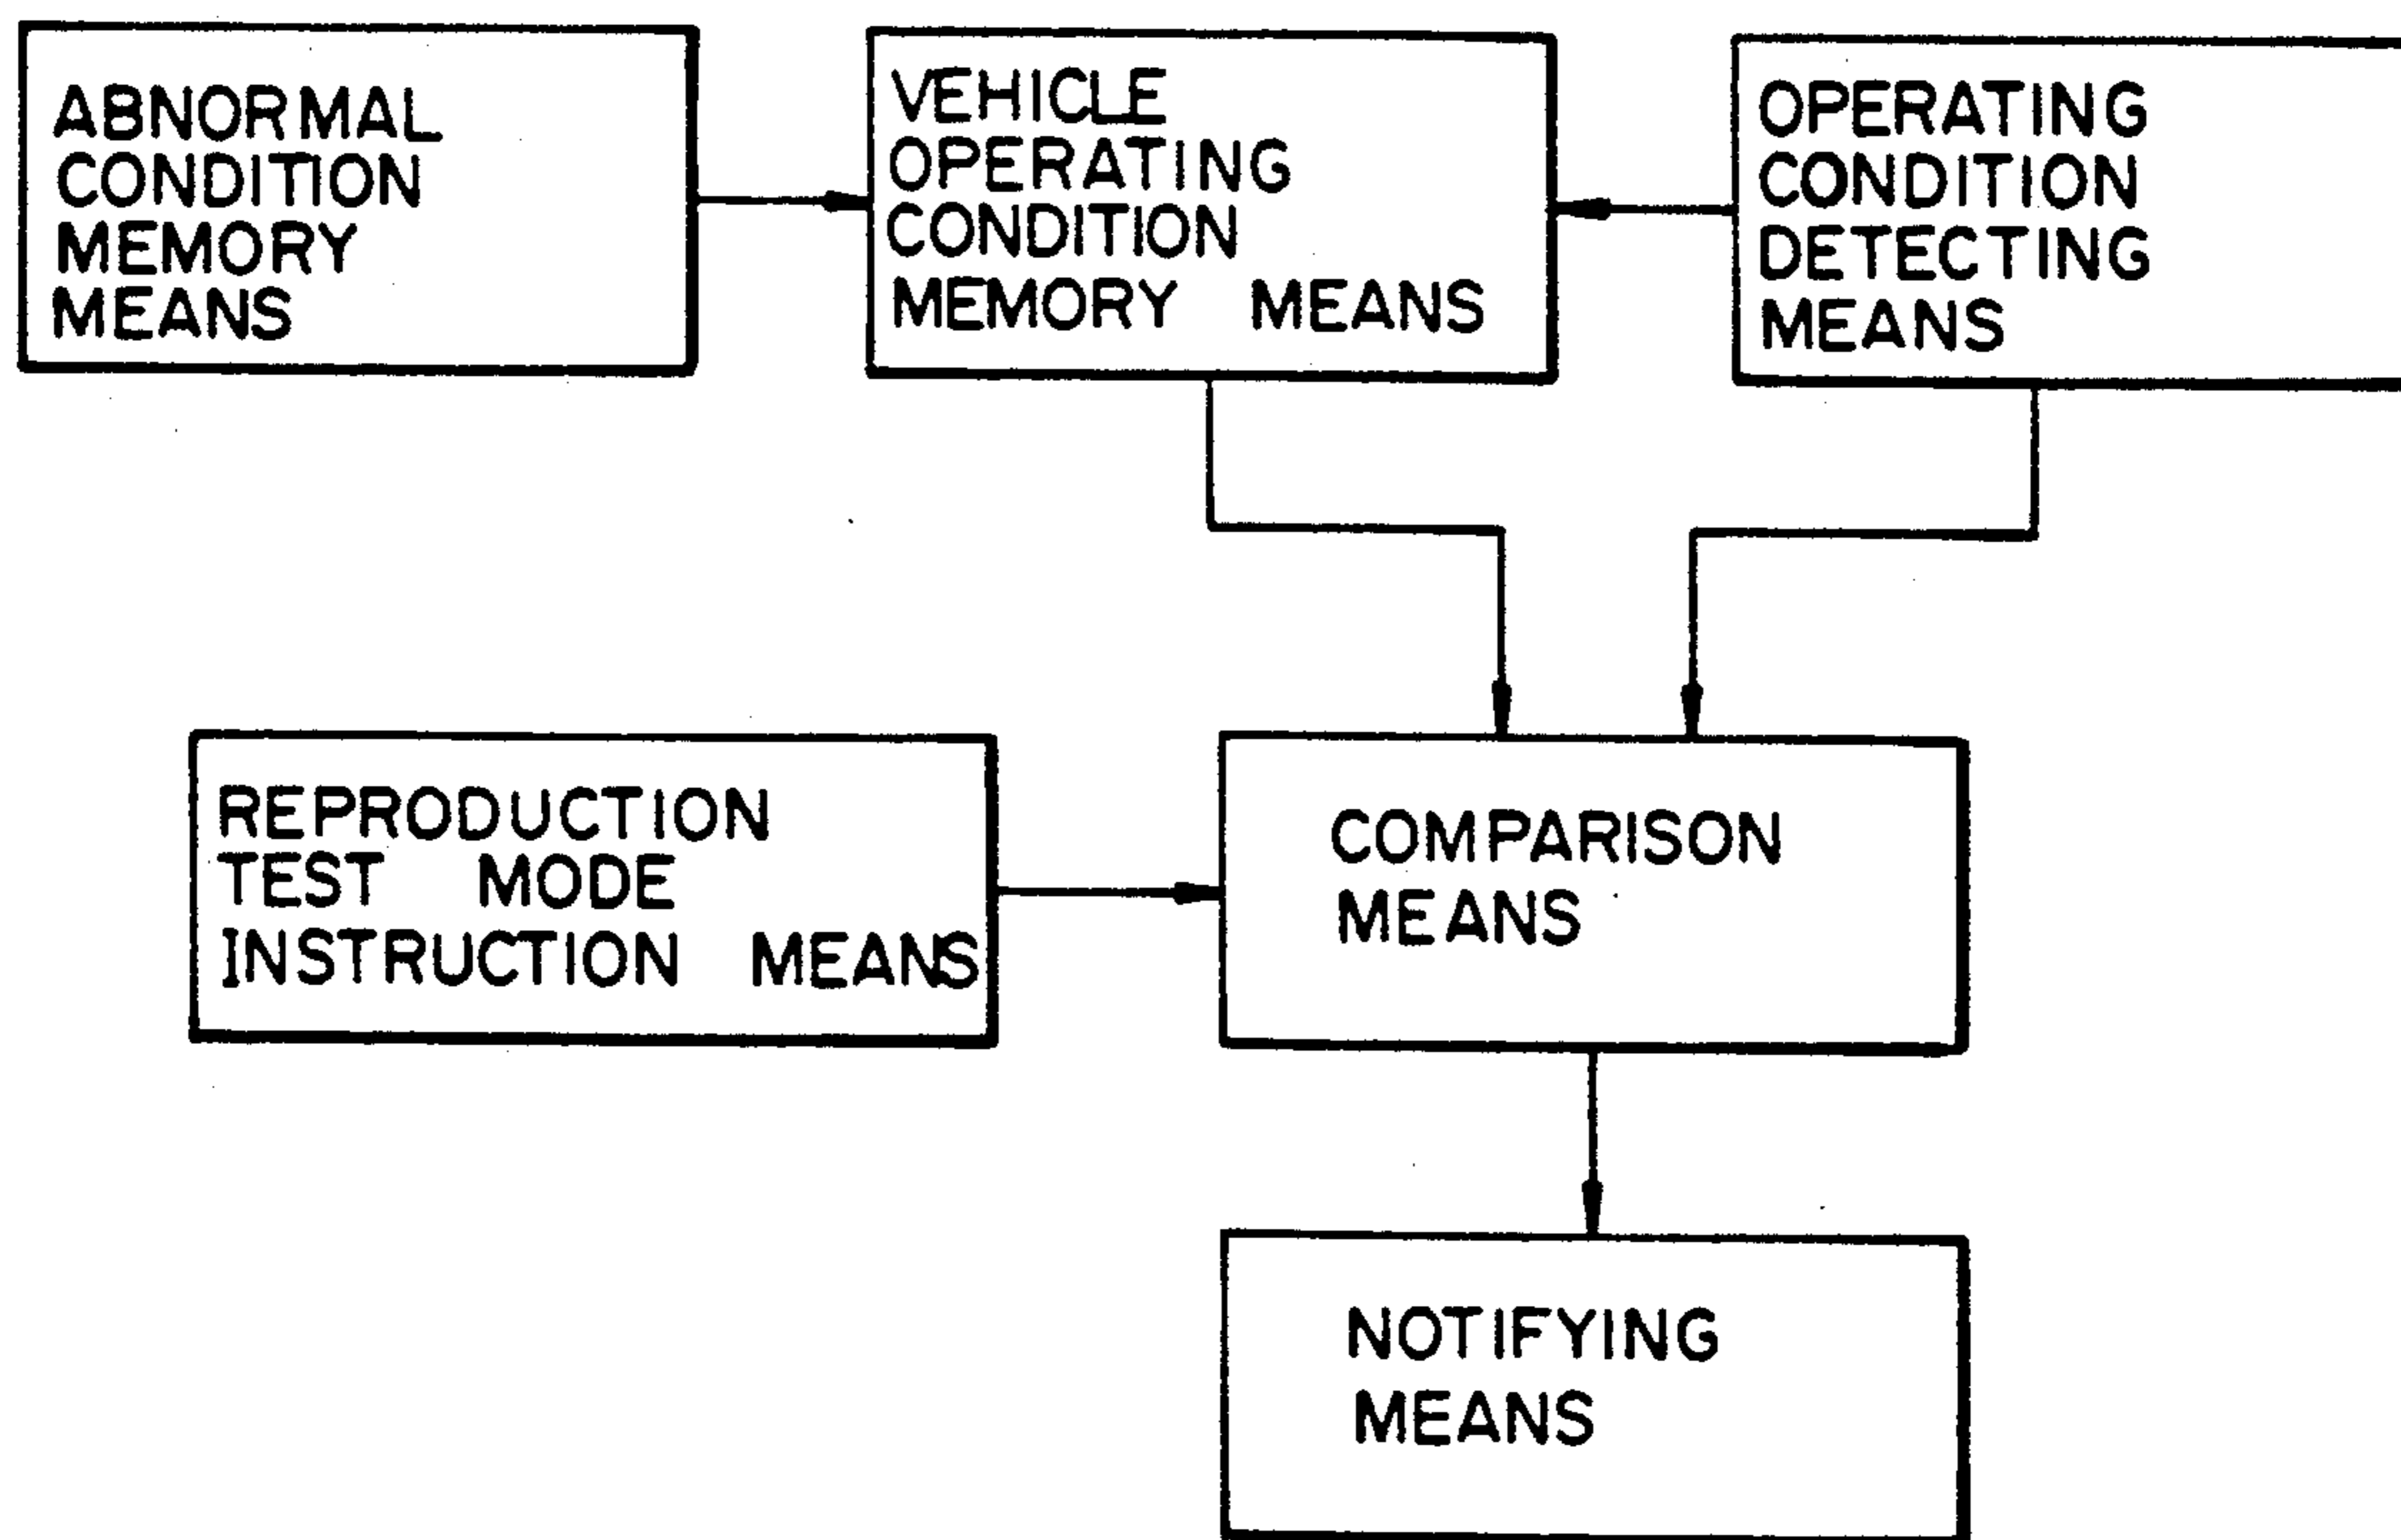 ABNORMAL
CONDITION
MEMORY
MEANS
VEHICLE
OPERATING
CONDITION
MEMORY MEANS
OPERATING
CONDITION
DETECTING
MEANS
REPRODUCTION
TEST MODE
INSTRUCTION MEANS
COMPARISON
MEANS
NOTIFYING
MEANS